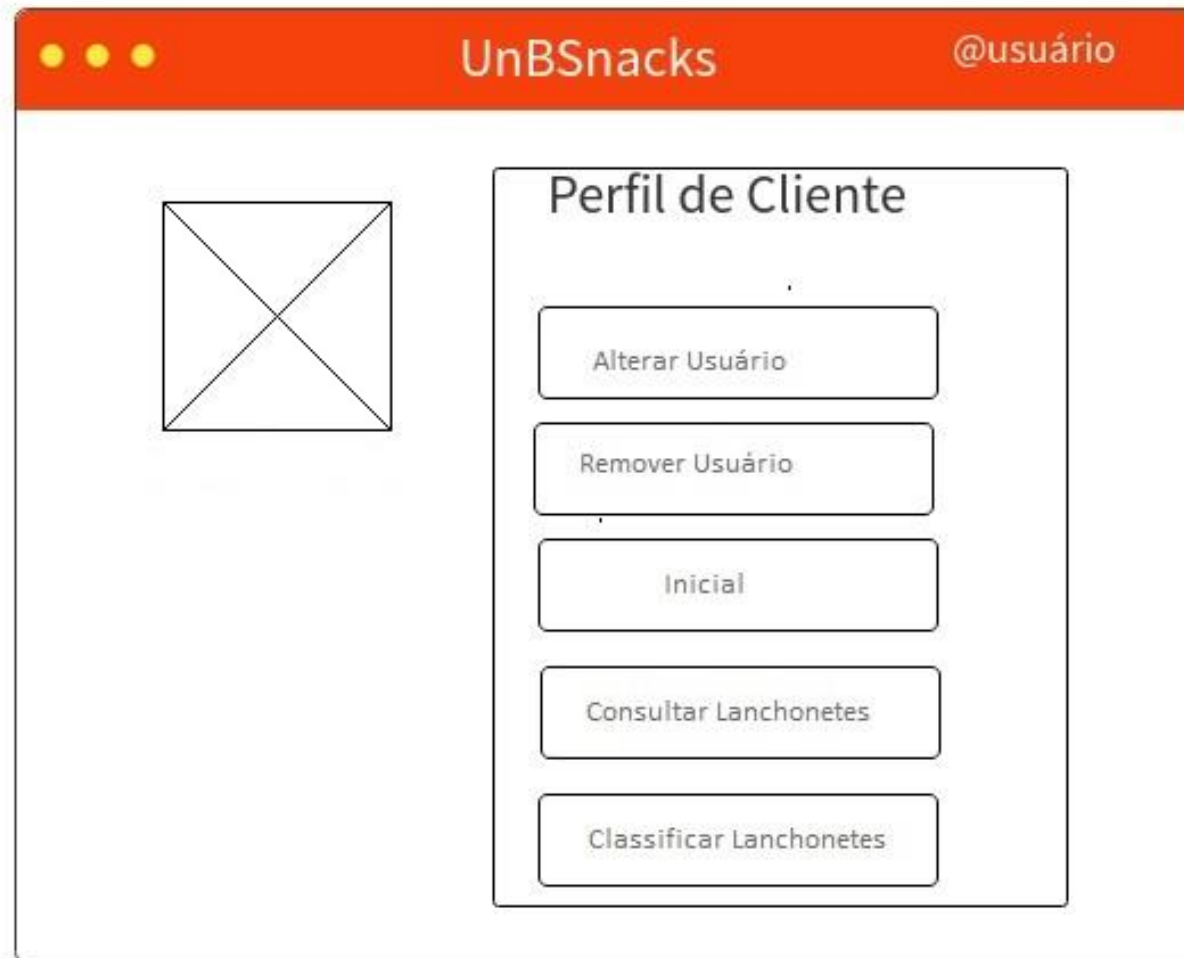 UnBSnacks
@usuário
Perfil de Cliente
Alterar Usuário
Remover Usuário
Inicial
Consultar Lanchonetes
Classificar Lanchonetes